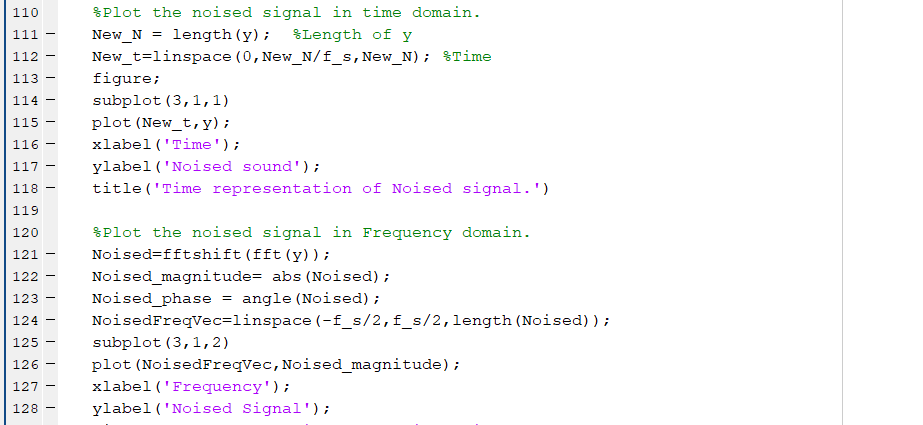 110 %Plot the noised signal in time domain.
111 – New_N = length(y); %Length of y
112 – New_t=linspace(0,New_N/f_s,New_N); %Time
113 – figure;
114 – subplot(3,1,1)
115 – plot(New_t,y);
116 – xlabel('Time');
117 – ylabel('Noised sound');
118 – title('Time representation of Noised signal.')
119
120 %Plot the noised signal in Frequency domain.
121 – Noised=fftshift(fft(y));
122 – Noised_magnitude= abs(Noised);
123 – Noised_phase = angle(Noised);
124 – NoisedFreqVec=linspace(-f_s/2,f_s/2,length(Noised));
125 – subplot(3,1,2)
126 – plot(NoisedFreqVec,Noised_magnitude);
127 – xlabel('Frequency');
128 – ylabel('Noised Signal');